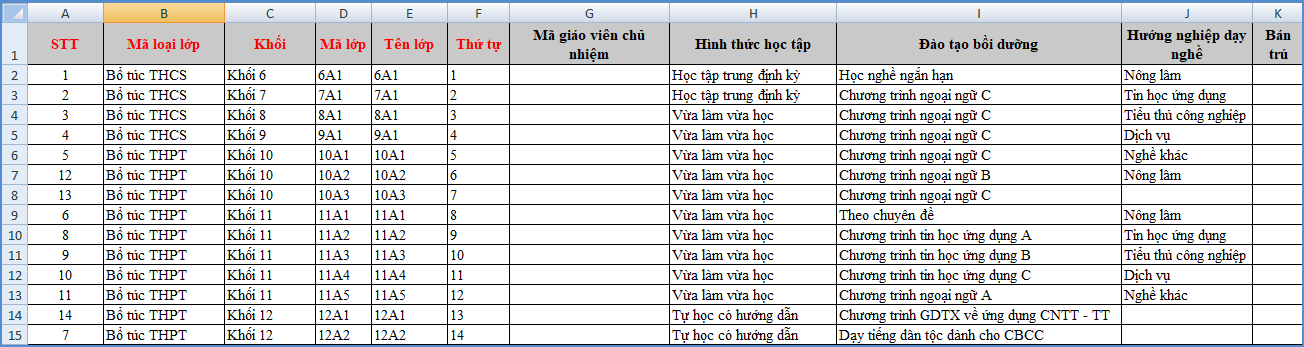 A B C D E F G H I J K
1 STT Mã loại lớp Khối Mã lớp Tên lớp Thứ tự Mã giáo viên chủ nhiệm Hình thức học tập Đào tạo bồi dưỡng Hướng nghiệp dạy nghề Bán trú
2 1 Bổ túc THCS Khối 6 6A1 6A1 1 Học tập trung định kỳ Học nghề ngắn hạn Nông lâm
3 2 Bổ túc THCS Khối 7 7A1 7A1 2 Học tập trung định kỳ Chương trình ngoại ngữ C Tin học ứng dụng
4 3 Bổ túc THCS Khối 8 8A1 8A1 3 Vừa làm vừa học Chương trình ngoại ngữ C Tiểu thủ công nghiệp
5 4 Bổ túc THCS Khối 9 9A1 9A1 4 Vừa làm vừa học Chương trình ngoại ngữ C Dịch vụ
6 5 Bổ túc THPT Khối 10 10A1 10A1 5 Vừa làm vừa học Chương trình ngoại ngữ C Nghề khác
7 12 Bổ túc THPT Khối 10 10A2 10A2 6 Vừa làm vừa học Chương trình ngoại ngữ B Nông lâm
8 13 Bổ túc THPT Khối 10 10A3 10A3 7 Vừa làm vừa học Chương trình ngoại ngữ C
9 6 Bổ túc THPT Khối 11 11A1 11A1 8 Vừa làm vừa học Theo chuyên đề Nông lâm
10 8 Bổ túc THPT Khối 11 11A2 11A2 9 Vừa làm vừa học Chương trình tin học ứng dụng A Tin học ứng dụng
11 9 Bổ túc THPT Khối 11 11A3 11A3 10 Vừa làm vừa học Chương trình tin học ứng dụng B Tiểu thủ công nghiệp
12 10 Bổ túc THPT Khối 11 11A4 11A4 11 Vừa làm vừa học Chương trình tin học ứng dụng C Dịch vụ
13 11 Bổ túc THPT Khối 11 11A5 11A5 12 Vừa làm vừa học Chương trình ngoại ngữ A Nghề khác
14 14 Bổ túc THPT Khối 12 12A1 12A1 13 Tự học có hướng dẫn Chương trình GDTX về ứng dụng CNTT - TT
15 7 Bổ túc THPT Khối 12 12A2 12A2 14 Tự học có hướng dẫn Dạy tiếng dân tộc dành cho CBCC